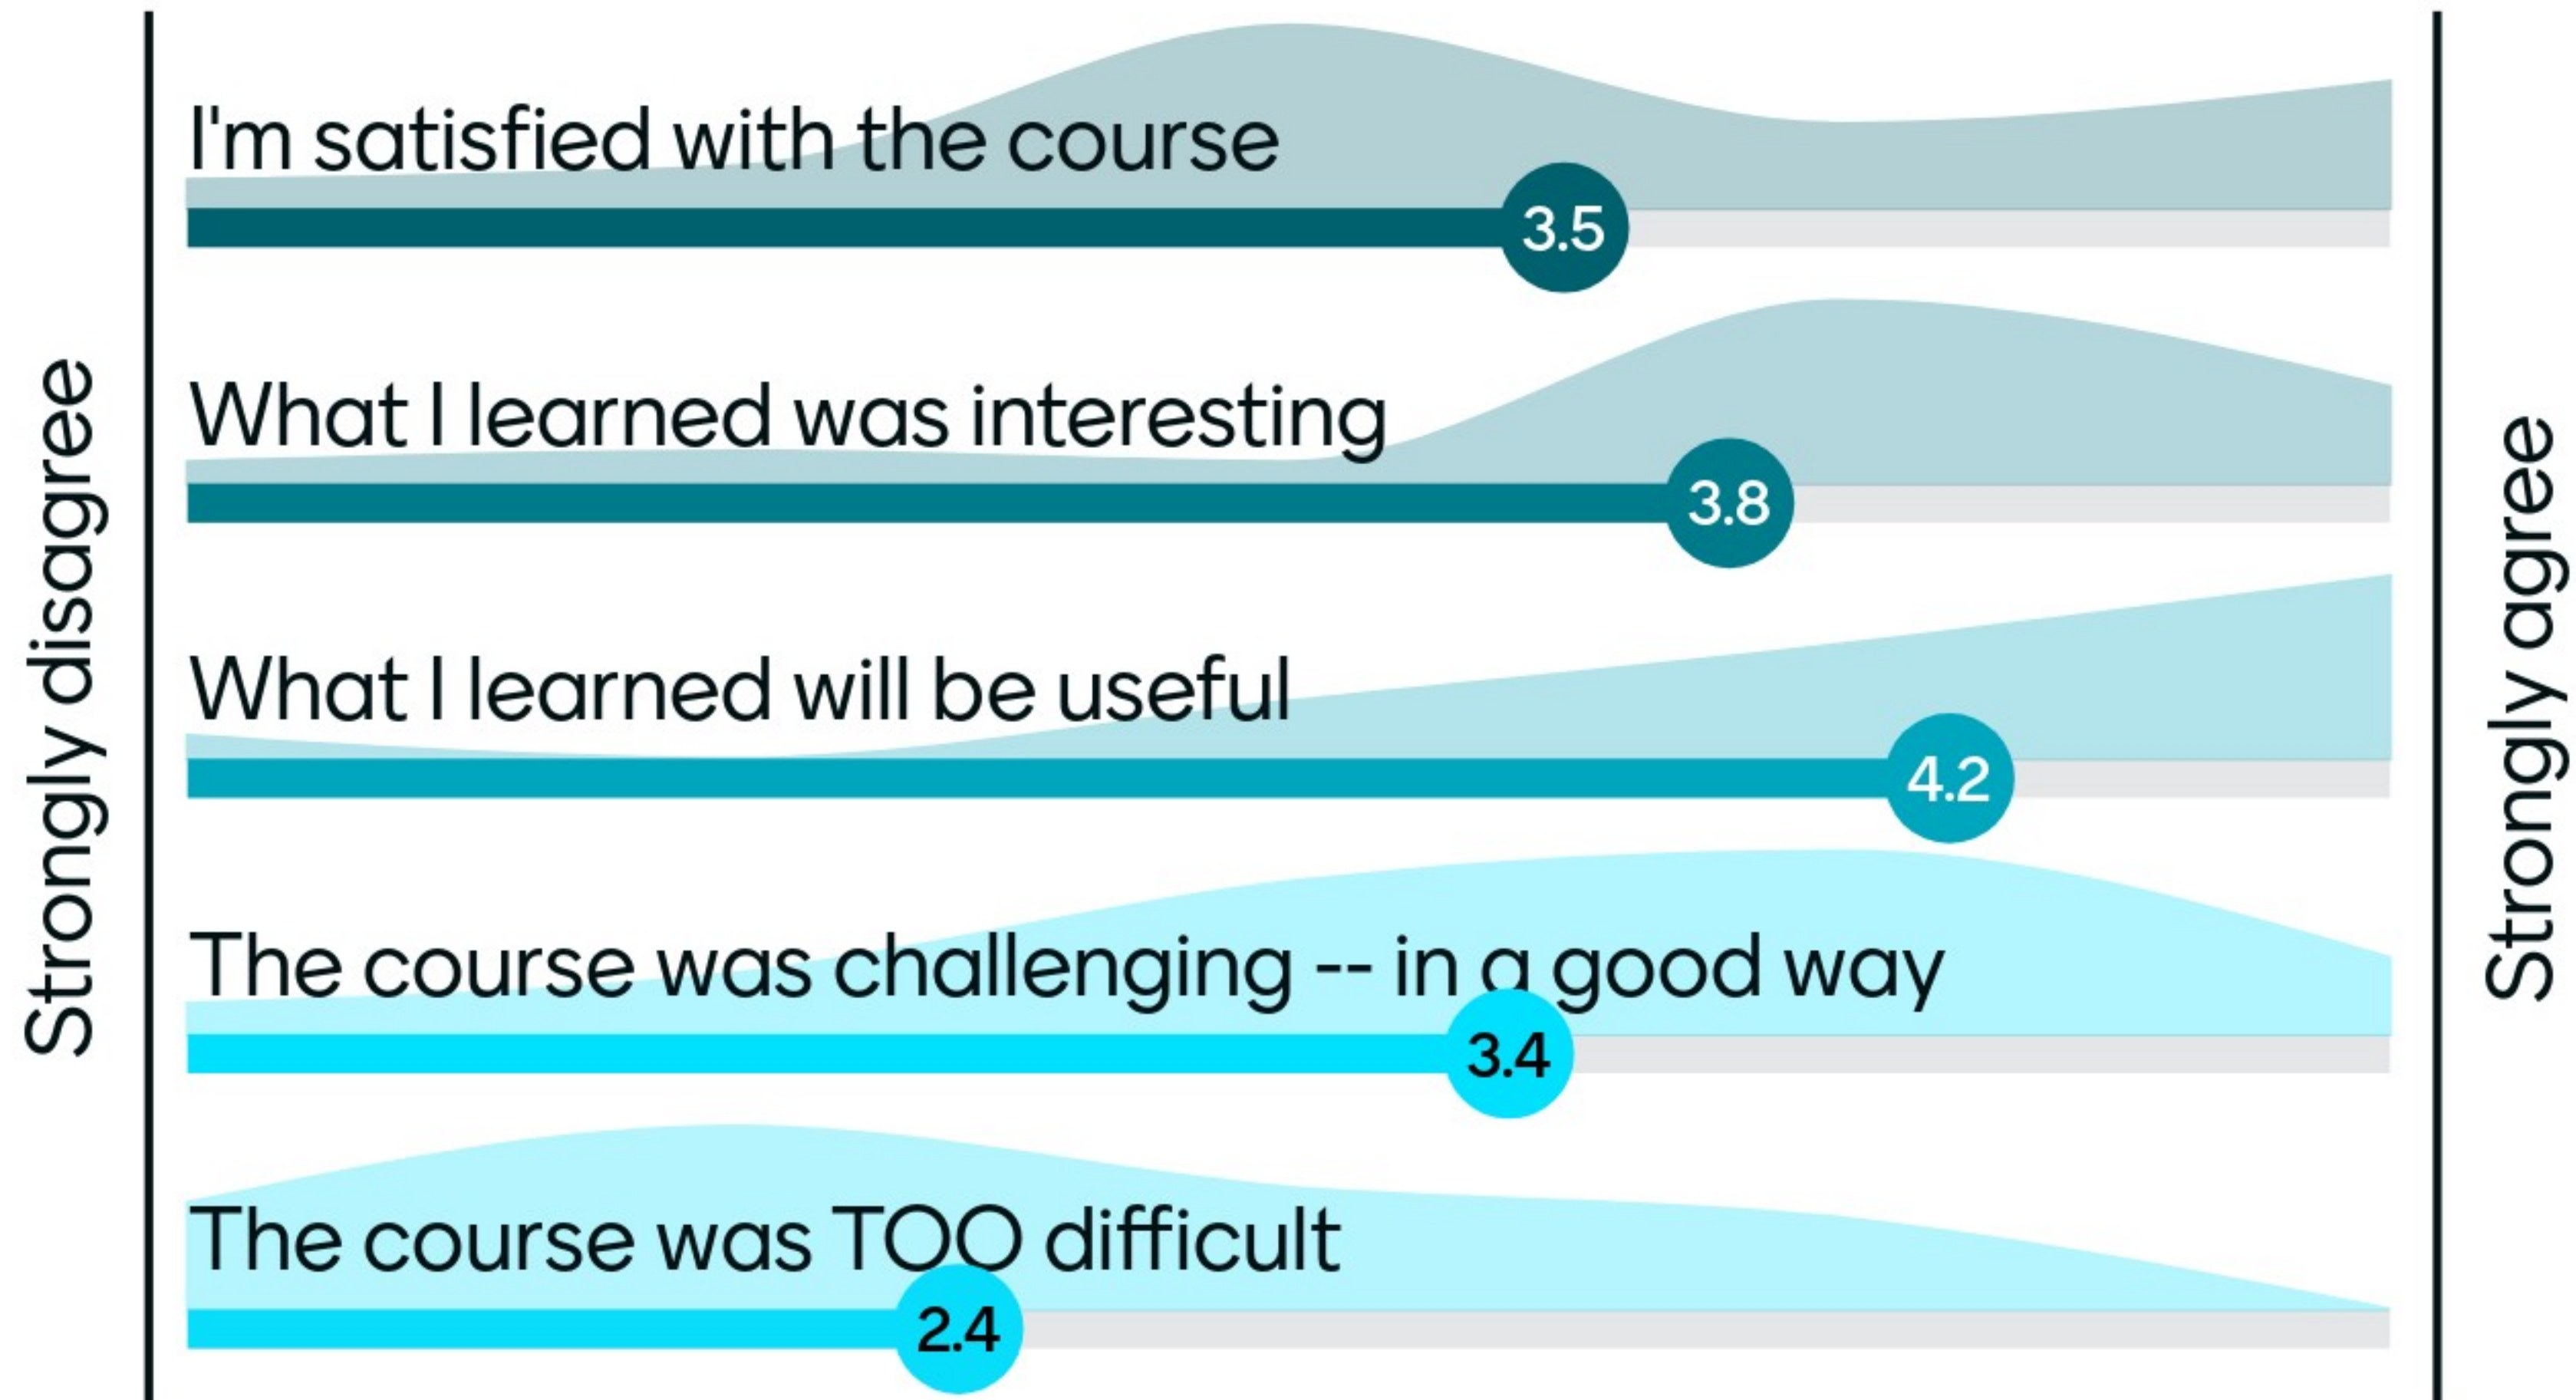 Strongly disagree
I'm satisfied with the course
3.5
What I learned was interesting
3.8
What I learned will be useful
4.2
The course was challenging -- in a good way
3.4
The course was TOO difficult
2.4
Strongly agree